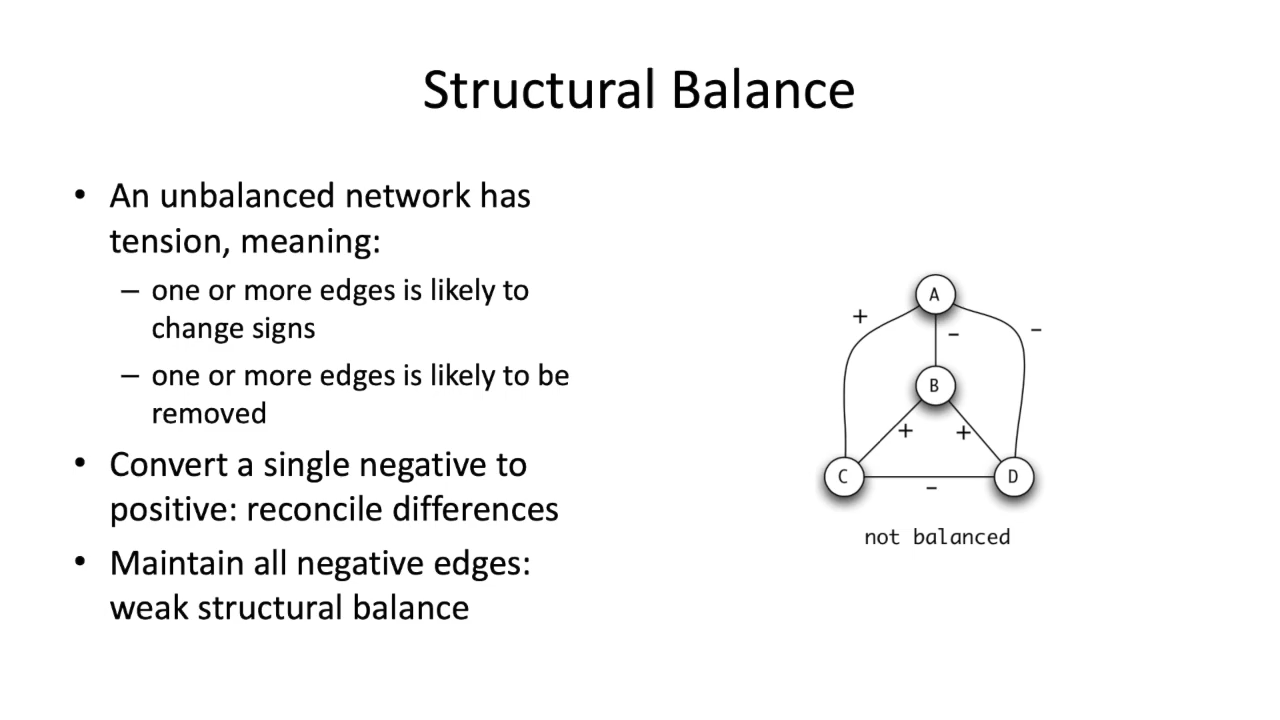 Structural Balance
• An unbalanced network has
tension, meaning:
– one or more edges is likely to
change signs
– one or more edges is likely to be
removed
• Convert a single negative to
positive: reconcile differences
• Maintain all negative edges:
weak structural balance
A
+
–
–
B
+
+
C
D
–
not balanced